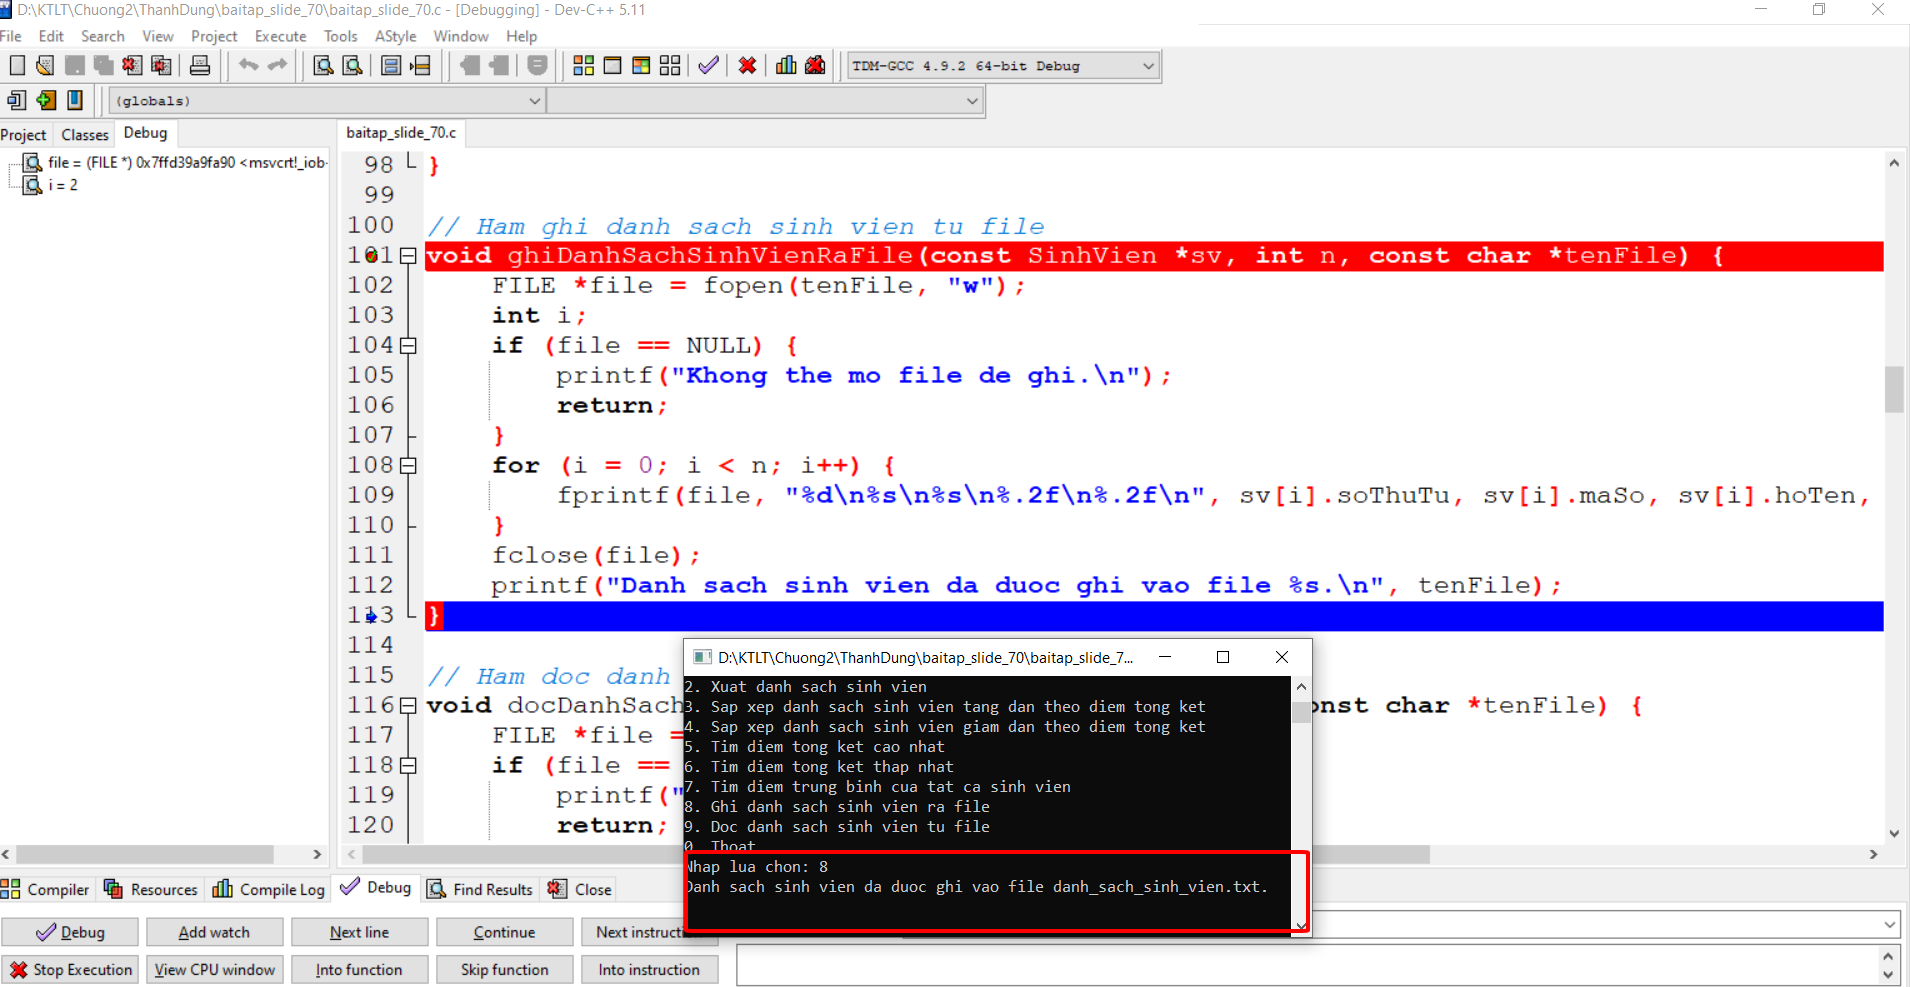 D:\KTLT\Chuong2\ThanhDung\baitap_slide_70\baitap_slide_70.c - [Debugging] - Dev-C++ 5.11
File Edit Search View Project Execute Tools AStyle Window Help
TDM-GCC 4.9.2 64-bit Debug
(globals)
Project Classes Debug
baitap_slide_70.c
file = (FILE *) 0x7ffd39a9fa90 <msvcrt!_iob
i = 2
98 }
99
100 // Ham ghi danh sach sinh vien tu file
101 void ghiDanhSachSinhVienRaFile(const SinhVien *sv, int n, const char *tenFile) {
102 FILE *file = fopen(tenFile, "w");
103 int i;
104 if (file == NULL) {
105 printf("Khong the mo file de ghi.\n");
106 return;
107 }
108 for (i = 0; i < n; i++) {
109 fprintf(file, "%d\n%s\n%s\n%.2f\n%.2f\n", sv[i].soThuTu, sv[i].maSo, sv[i].hoTen,
110 }
111 fclose(file);
112 printf("Danh sach sinh vien da duoc ghi vao file %s.\n", tenFile);
113 }
114
115 // Ham doc danh
116 void docDanhSach nst char *tenFile) {
117 FILE *file =
118 if (file ==
119 printf("
120 return;
D:\KTLT\Chuong2\ThanhDung\baitap_slide_70\baitap_slide_7...
2. Xuat danh sach sinh vien
3. Sap xep danh sach sinh vien tang dan theo diem tong ket
4. Sap xep danh sach sinh vien giam dan theo diem tong ket
5. Tim diem tong ket cao nhat
6. Tim diem tong ket thap nhat
7. Tim diem trung binh cua tat ca sinh vien
8. Ghi danh sach sinh vien ra file
9. Doc danh sach sinh vien tu file
0. Thoat
Nhap lua chon: 8
Danh sach sinh vien da duoc ghi vao file danh_sach_sinh_vien.txt.
Compiler Resources Compile Log Debug Find Results Close
Debug Add watch Next line Continue Next instructi
Stop Execution View CPU window Into function Skip function Into instruction